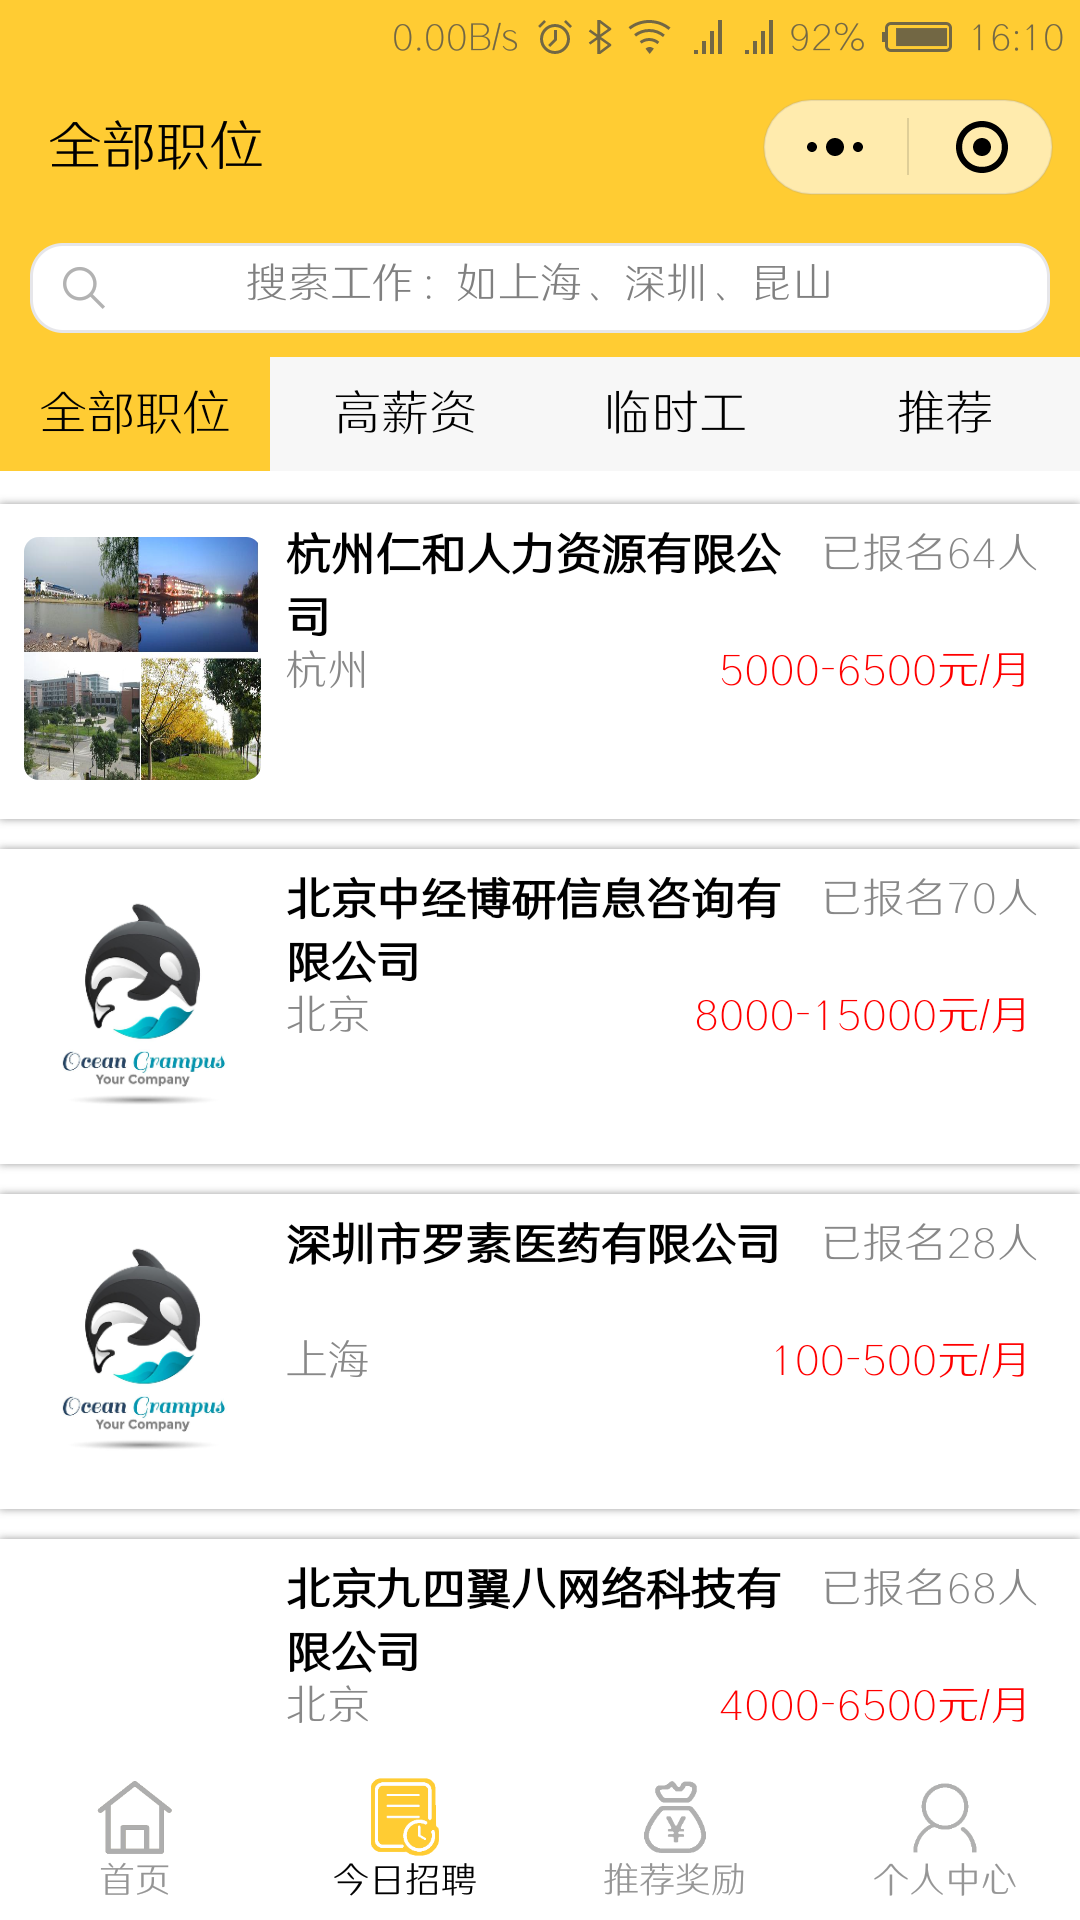 0.00B/s 92% 16:10
全部职位
搜索工作：如上海、深圳、昆山
全部职位 高薪资 临时工 推荐
杭州仁和人力资源有限公 已报名64人
司
杭州 5000-6500元/月
北京中经博研信息咨询有 已报名70人
限公司
北京 8000-15000元/月
Ocean Grampus
Your Company
深圳市罗素医药有限公司 已报名28人
上海 100-500元/月
Ocean Grampus
Your Company
北京九四翼八网络科技有 已报名68人
限公司
北京 4000-6500元/月
首页 今日招聘 推荐奖励 个人中心